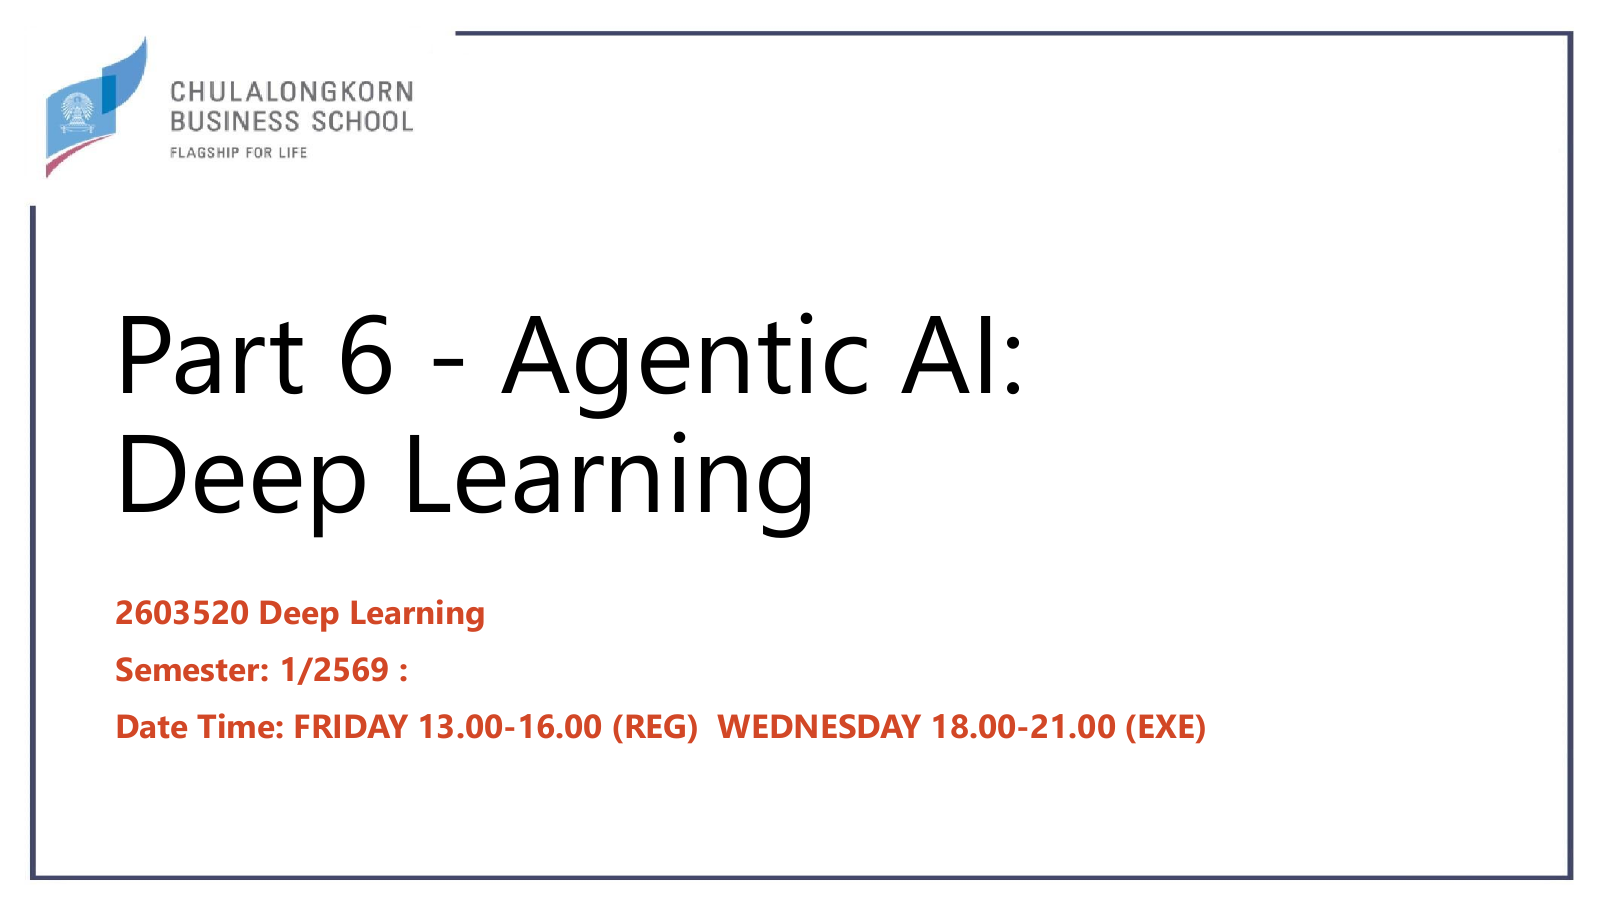 CHULALONGKORN
BUSINESS SCHOOL
FLAGSHIP FOR LIFE
Part 6 - Agentic AI:
Deep Learning
2603520 Deep Learning
Semester: 1/2569 :
Date Time: FRIDAY 13.00-16.00 (REG)  WEDNESDAY 18.00-21.00 (EXE)